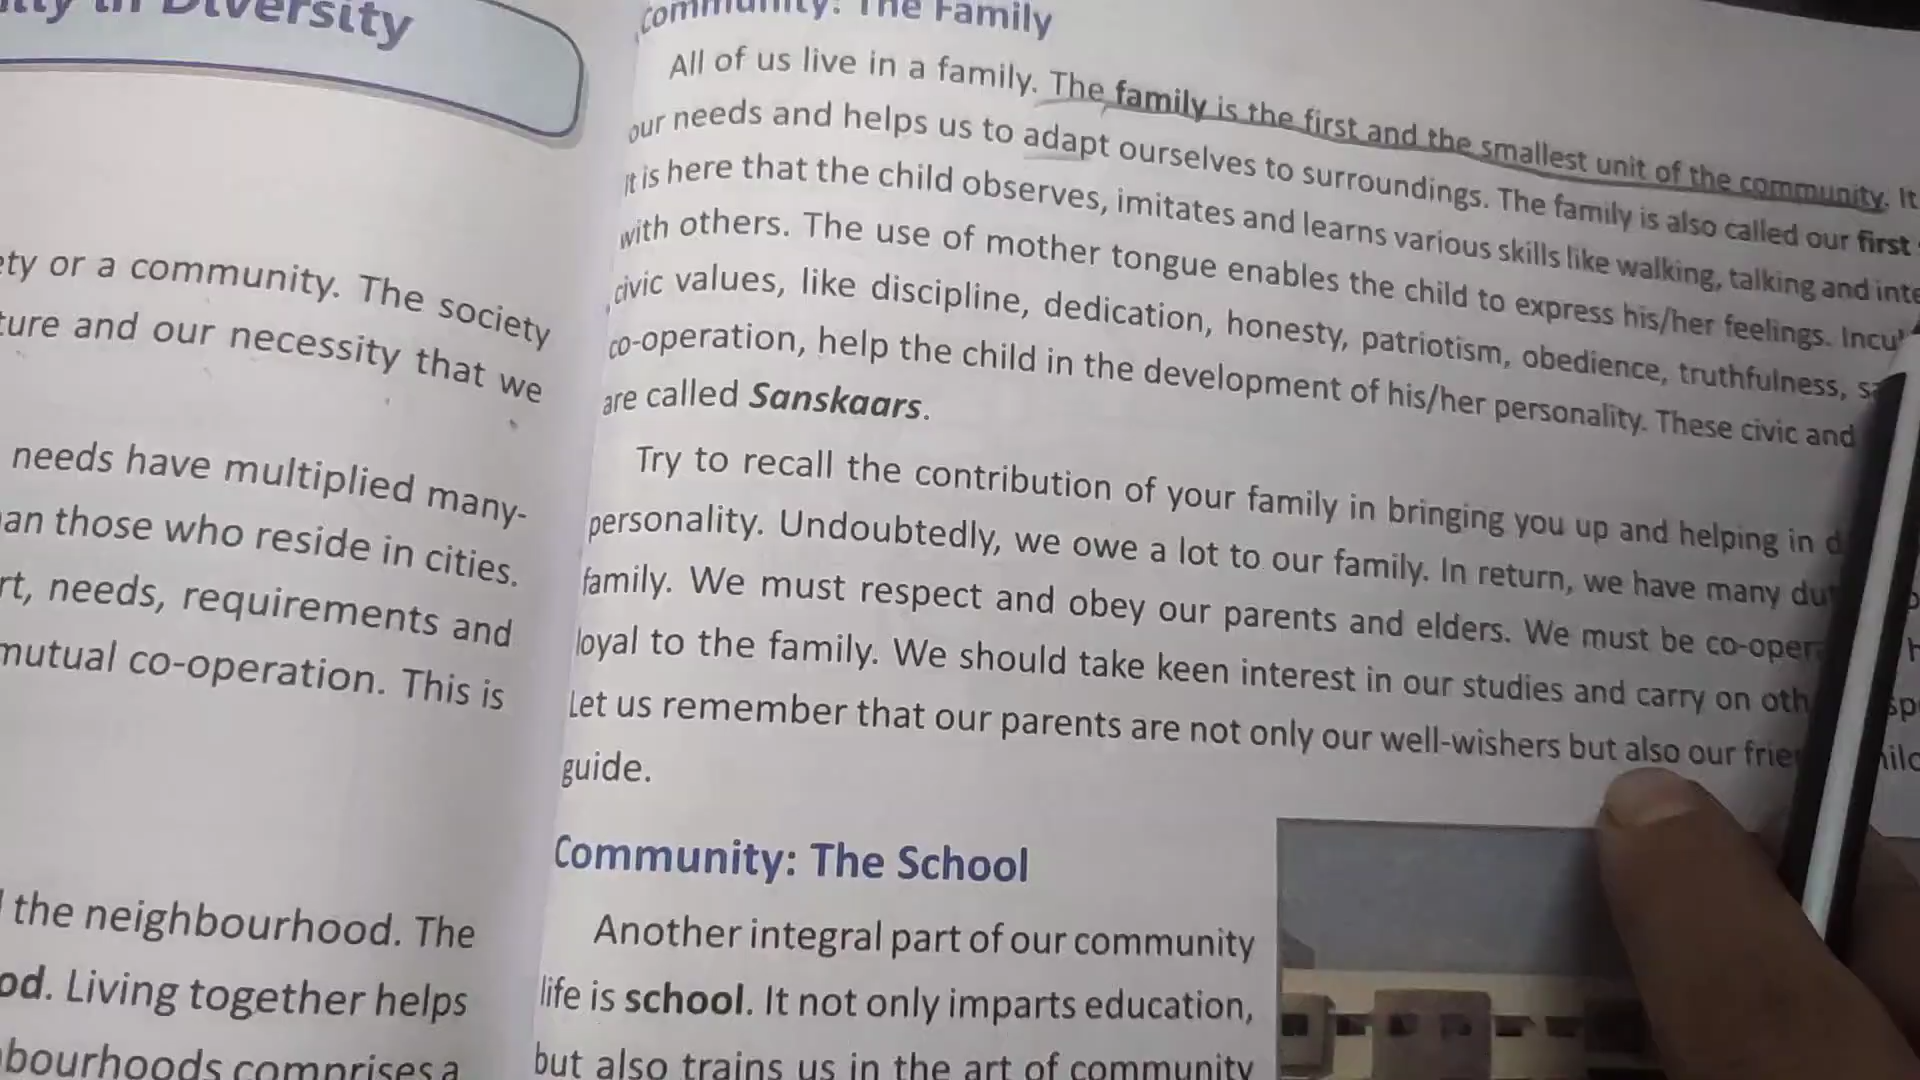 in Diversity
ety or a community. The society
ture and our necessity that we
needs have multiplied many-
an those who reside in cities.
rt, needs, requirements and
mutual co-operation. This is
the neighbourhood. The
od. Living together helps
bourhoods comprises a
Community: The Family
All of us live in a family. The family is the first and the smallest unit of the community. It
our needs and helps us to adapt ourselves to surroundings. The family is also called our first
It is here that the child observes, imitates and learns various skills like walking, talking and inte
with others. The use of mother tongue enables the child to express his/her feelings. Incu
civic values, like discipline, dedication, honesty, patriotism, obedience, truthfulness, s
co-operation, help the child in the development of his/her personality. These civic and
are called Sanskaars.
Try to recall the contribution of your family in bringing you up and helping in d
personality. Undoubtedly, we owe a lot to our family. In return, we have many du
family. We must respect and obey our parents and elders. We must be co-oper
loyal to the family. We should take keen interest in our studies and carry on oth
Let us remember that our parents are not only our well-wishers but also our frie
guide.
Community: The School
Another integral part of our community
life is school. It not only imparts education,
but also trains us in the art of community